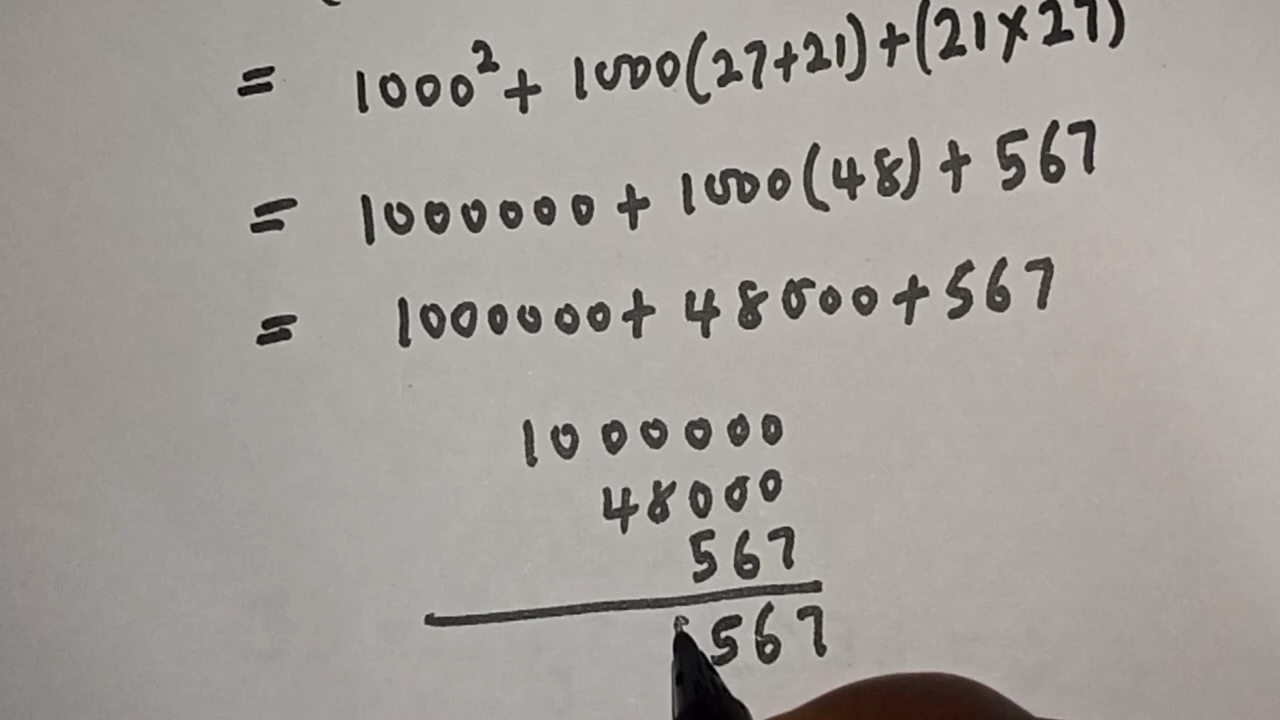 = 1000² + 1000(27+21)+(21×27)
= 1000000 + 1000(48) + 567
= 1000000 + 48000 + 567
1000000
48000
567
567